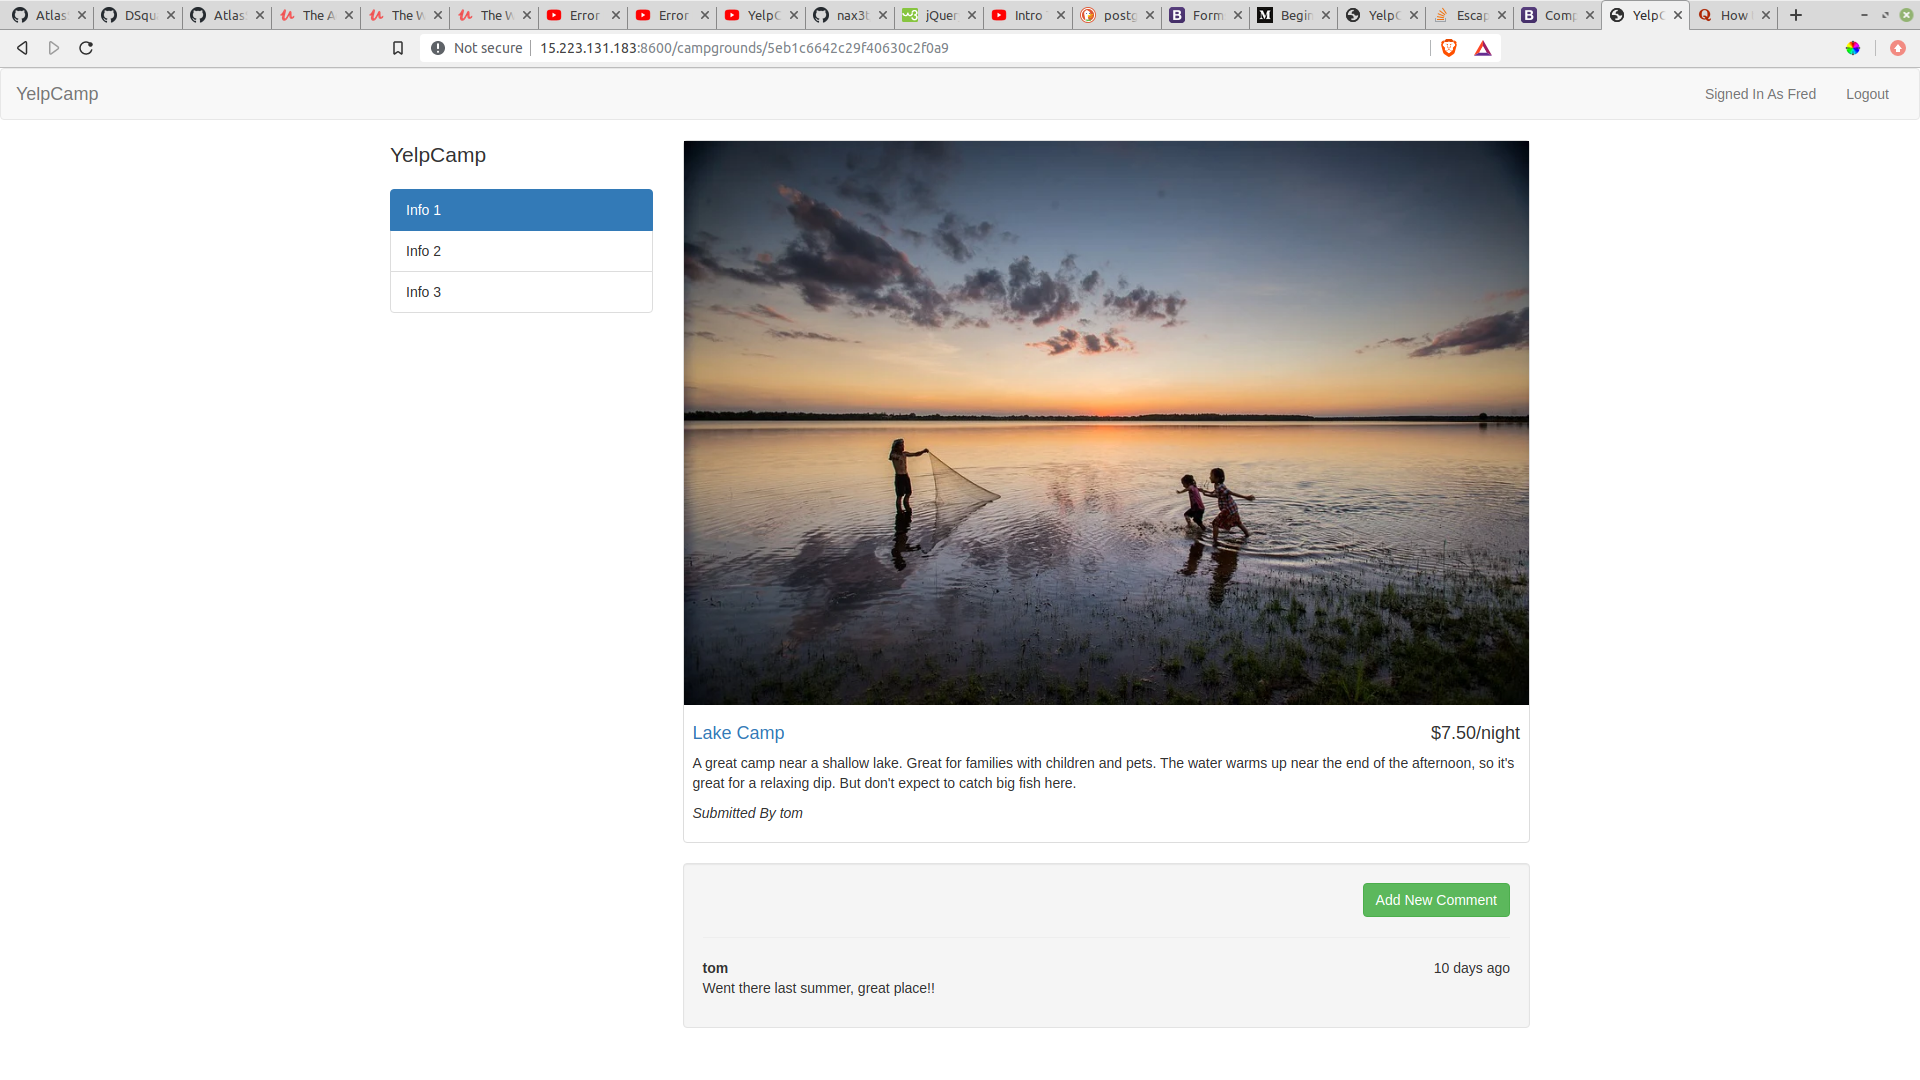 Atlas
DSqu
Atlas
The A
The W
The W
Error
Error
YelpC
nax3t
jQuer
Intro
postg
Form
Begin
YelpC
Escap
Comp
YelpC
How
Not secure
15.223.131.183:8600/campgrounds/5eb1c6642c29f40630c2f0a9
YelpCamp
Signed In As Fred
Logout
YelpCamp
Info 1
Info 2
Info 3
Lake Camp
$7.50/night
A great camp near a shallow lake. Great for families with children and pets. The water warms up near the end of the afternoon, so it's
great for a relaxing dip. But don't expect to catch big fish here.
Submitted By tom
Add New Comment
tom
10 days ago
Went there last summer, great place!!